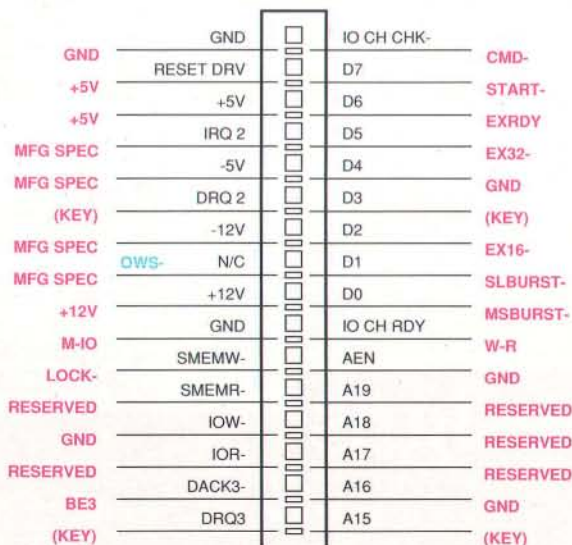 GND IO CH CHK-
GND CMD-
RESET DRV D7
+5V START-
+5V D6
+5V EXRDY
IRQ 2 D5
MFG SPEC EX32-
-5V D4
MFG SPEC GND
DRQ 2 D3
(KEY) (KEY)
-12V D2
MFG SPEC EX16-
OWS- N/C D1
MFG SPEC SLBURST-
+12V D0
+12V MSBURST-
GND IO CH RDY
M-IO W-R
SMEMW- AEN
LOCK- GND
SMEMR- A19
RESERVED RESERVED
IOW- A18
GND RESERVED
IOR- A17
RESERVED RESERVED
DACK3- A16
BE3 GND
DRQ3 A15
(KEY) (KEY)